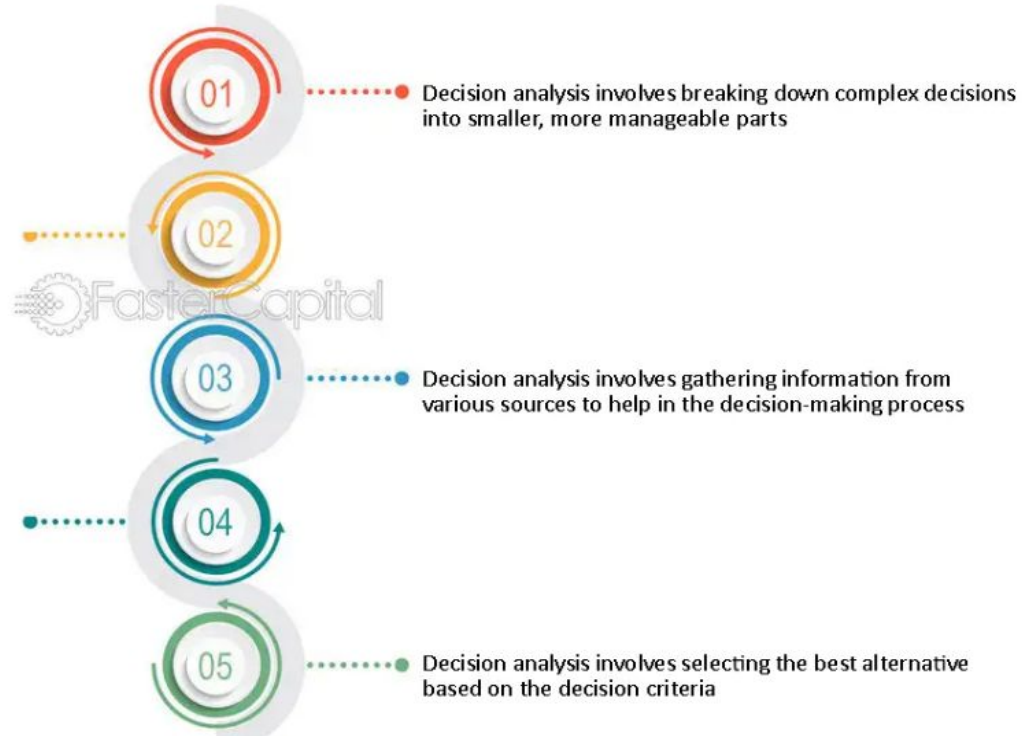 01
Decision analysis involves breaking down complex decisions
into smaller, more manageable parts
02
FasterCapital
03
Decision analysis involves gathering information from
various sources to help in the decision-making process
04
05
Decision analysis involves selecting the best alternative
based on the decision criteria